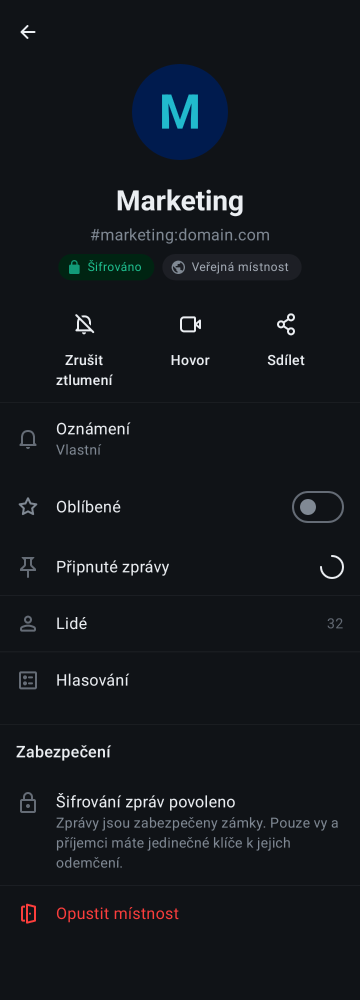 M
Marketing
#marketing:domain.com
Šifrováno
Veřejná místnost
Zrušit
ztlumení
Hovor
Sdílet
Oznámení
Vlastní
Oblíbené
Připnuté zprávy
Lidé
32
Hlasování
Zabezpečení
Šifrování zpráv povoleno
Zprávy jsou zabezpečeny zámky. Pouze vy a
příjemci máte jedinečné klíče k jejich
odemčení.
Opustit místnost